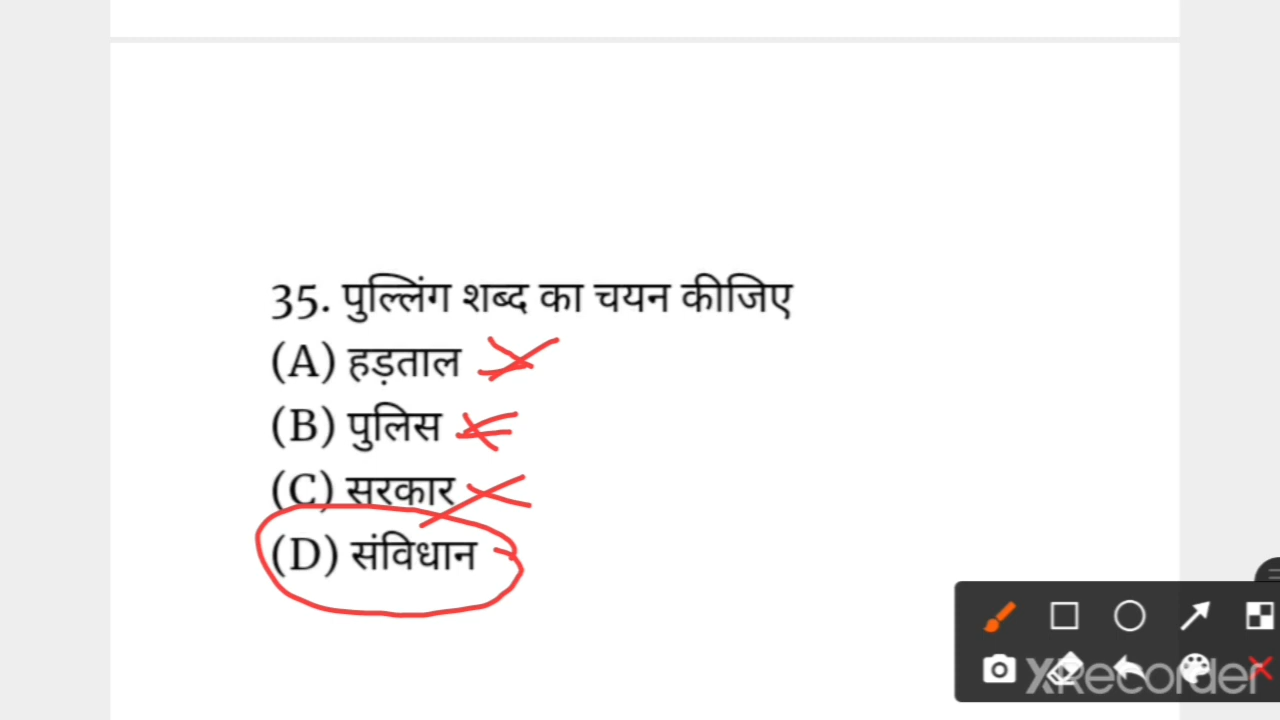 35. पुल्लिंग शब्द का चयन कीजिए
(A) हड़ताल
(B) पुलिस
(C) सरकार
(D) संविधान
XRecorder